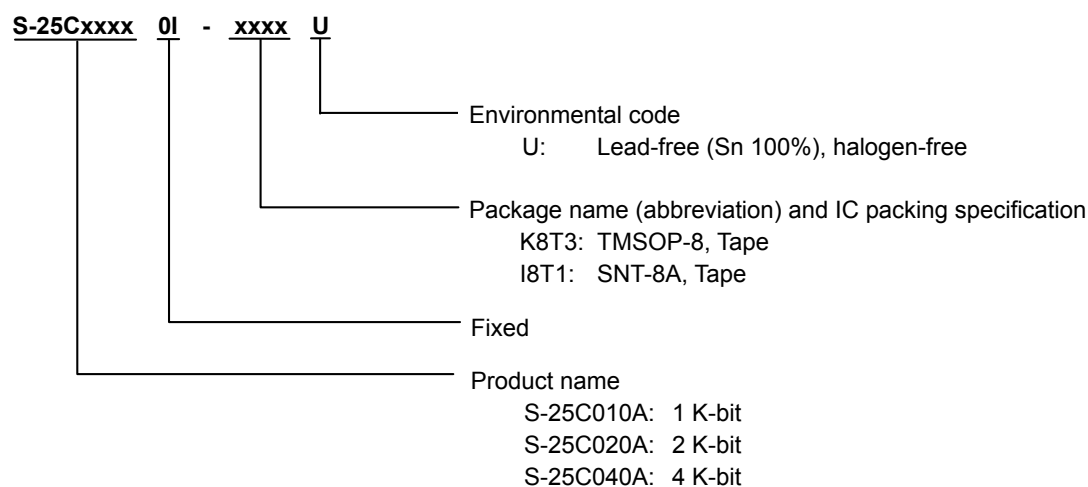 S-25Cxxxx 0I - xxxx U
Environmental code
U: Lead-free (Sn 100%), halogen-free
Package name (abbreviation) and IC packing specification
K8T3: TMSOP-8, Tape
I8T1: SNT-8A, Tape
Fixed
Product name
S-25C010A: 1 K-bit
S-25C020A: 2 K-bit
S-25C040A: 4 K-bit